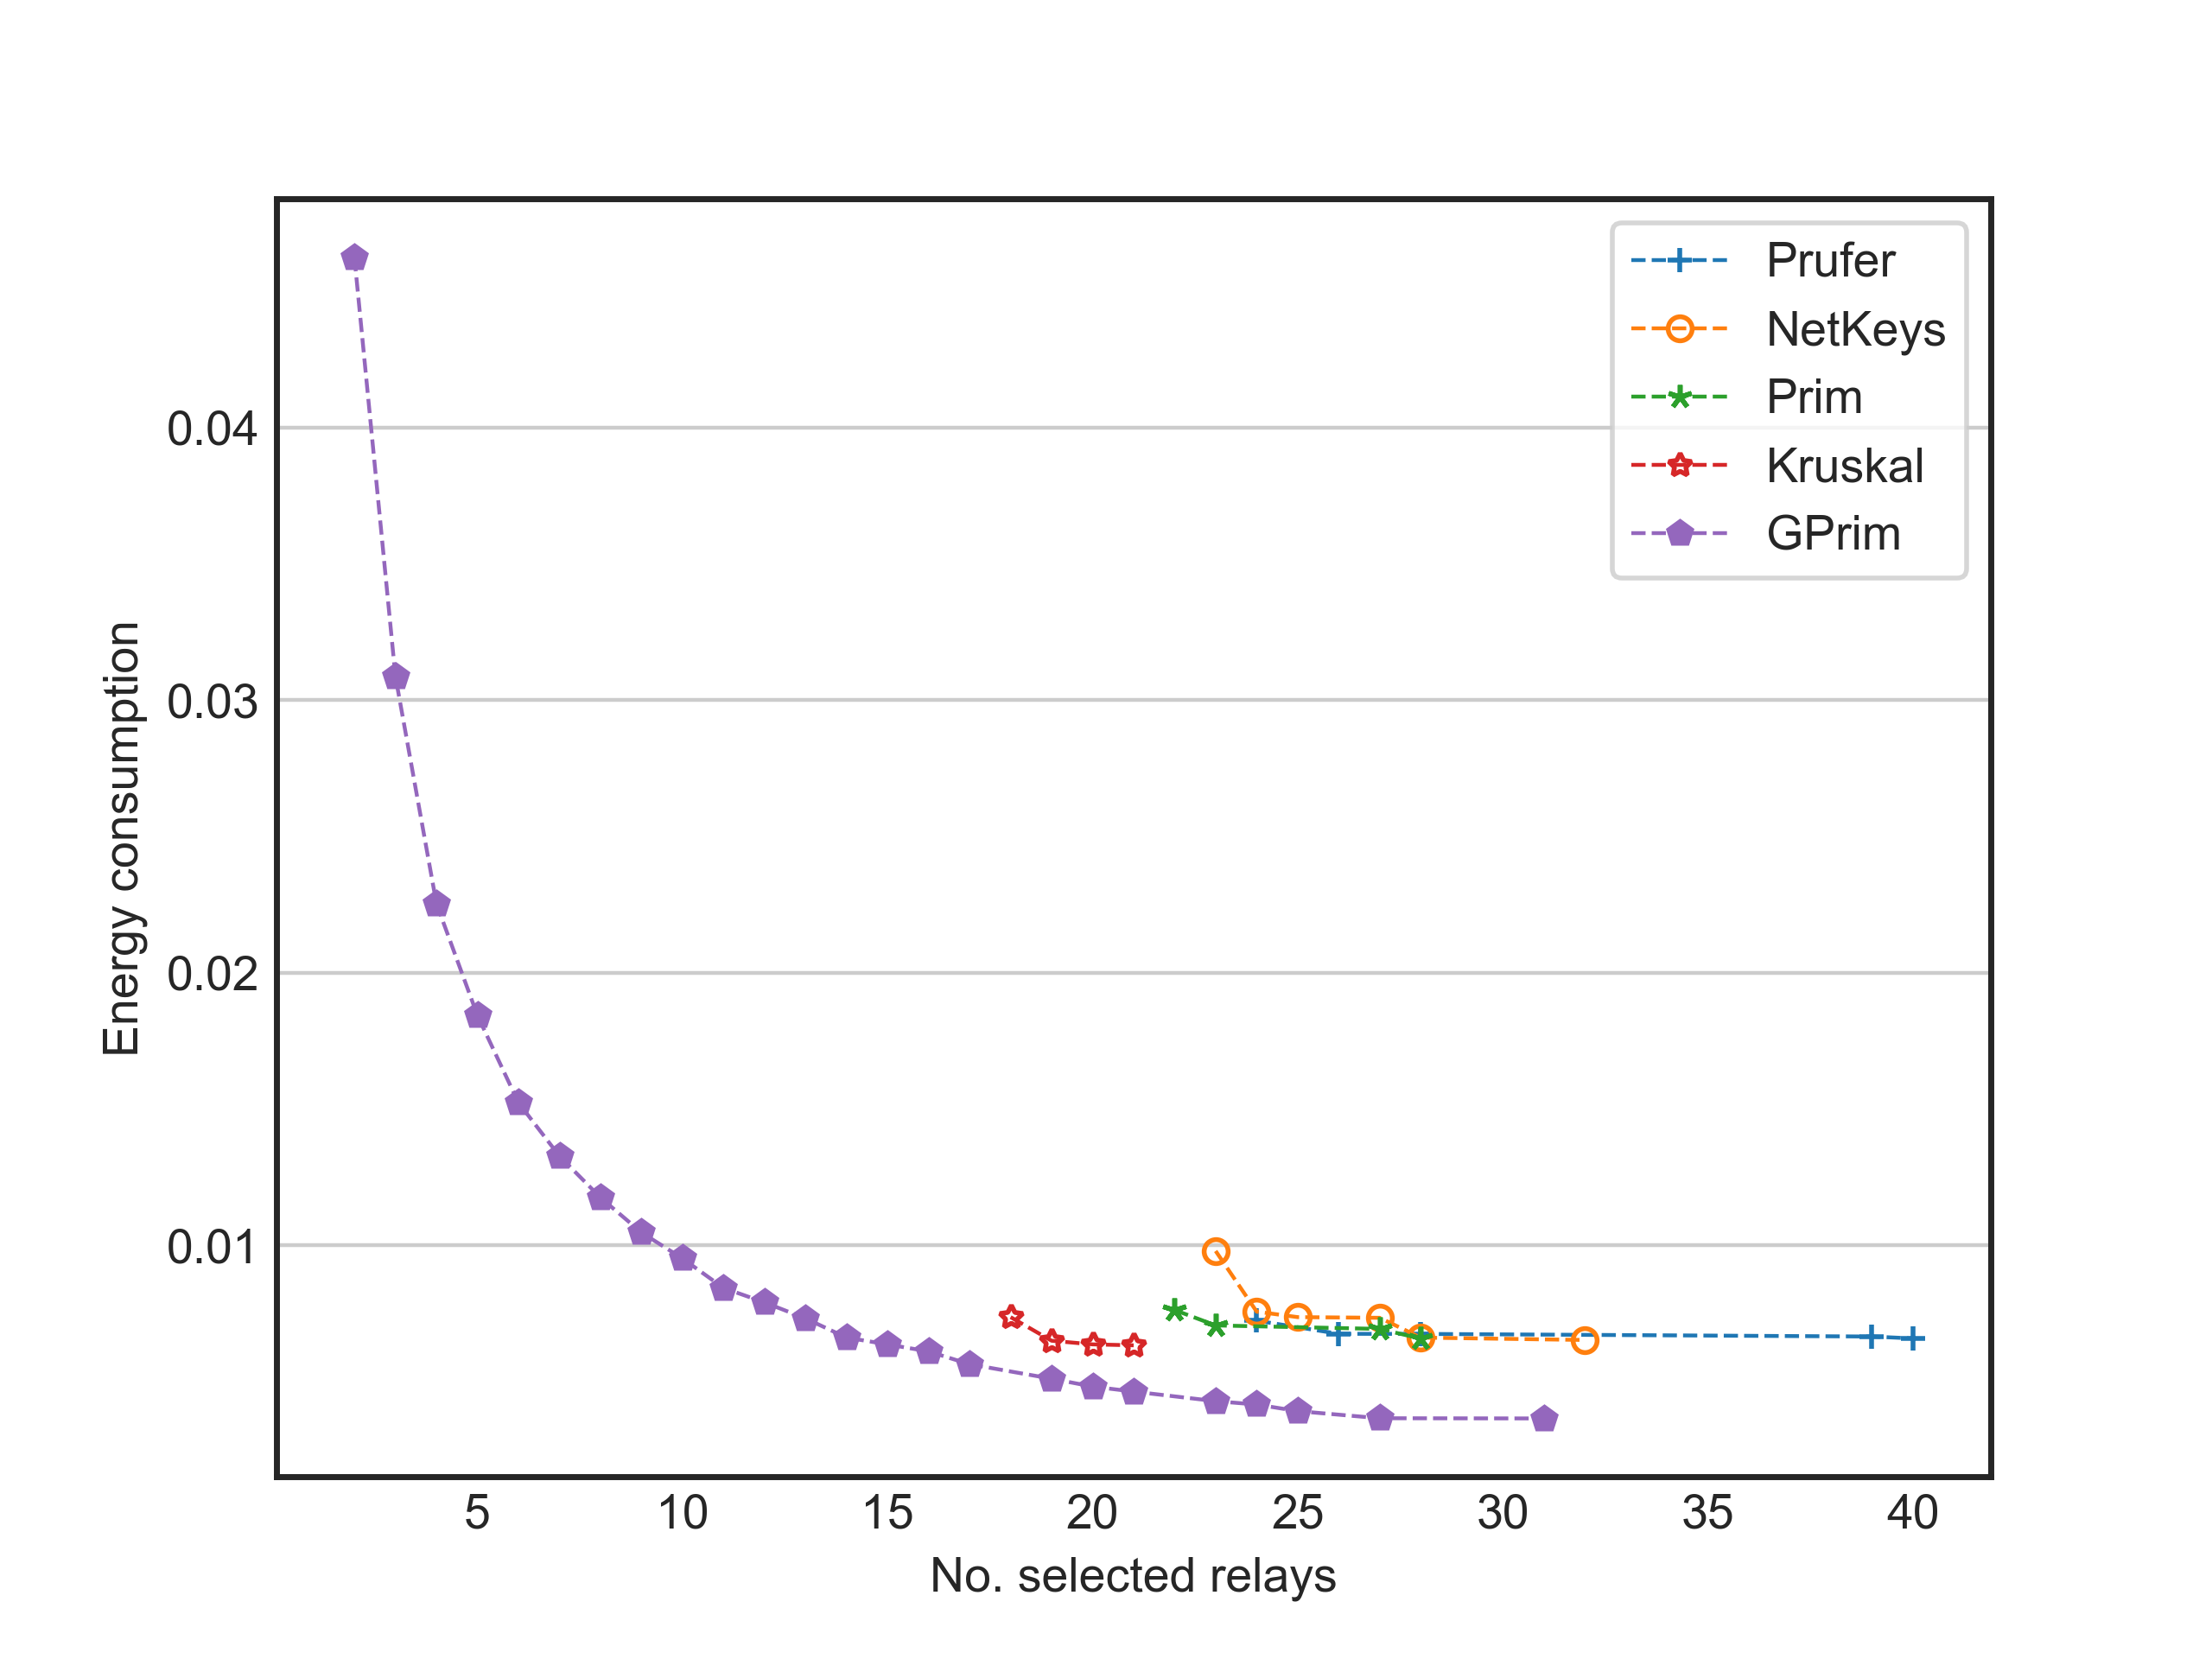 Prufer
NetKeys
Prim
Kruskal
GPrim
Energy consumption
0.04
0.03
0.02
0.01
5 10 15 20 25 30 35 40
No. selected relays